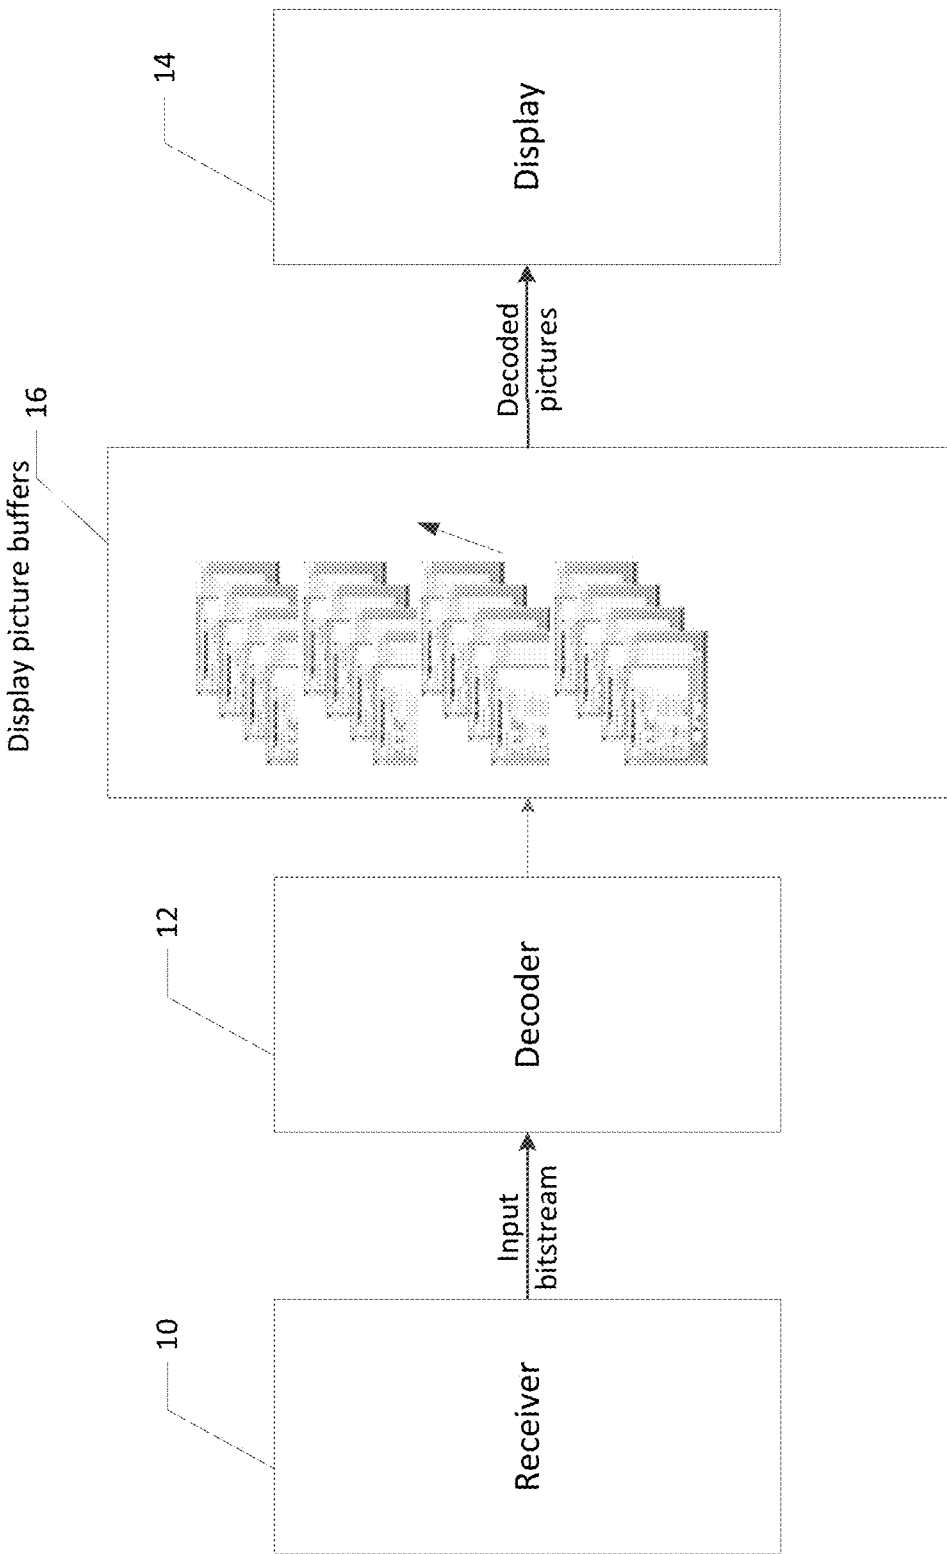 Display picture buffers
10
12
16
14
Receiver
Input
bitstream
Decoder
Decoded
pictures
Display